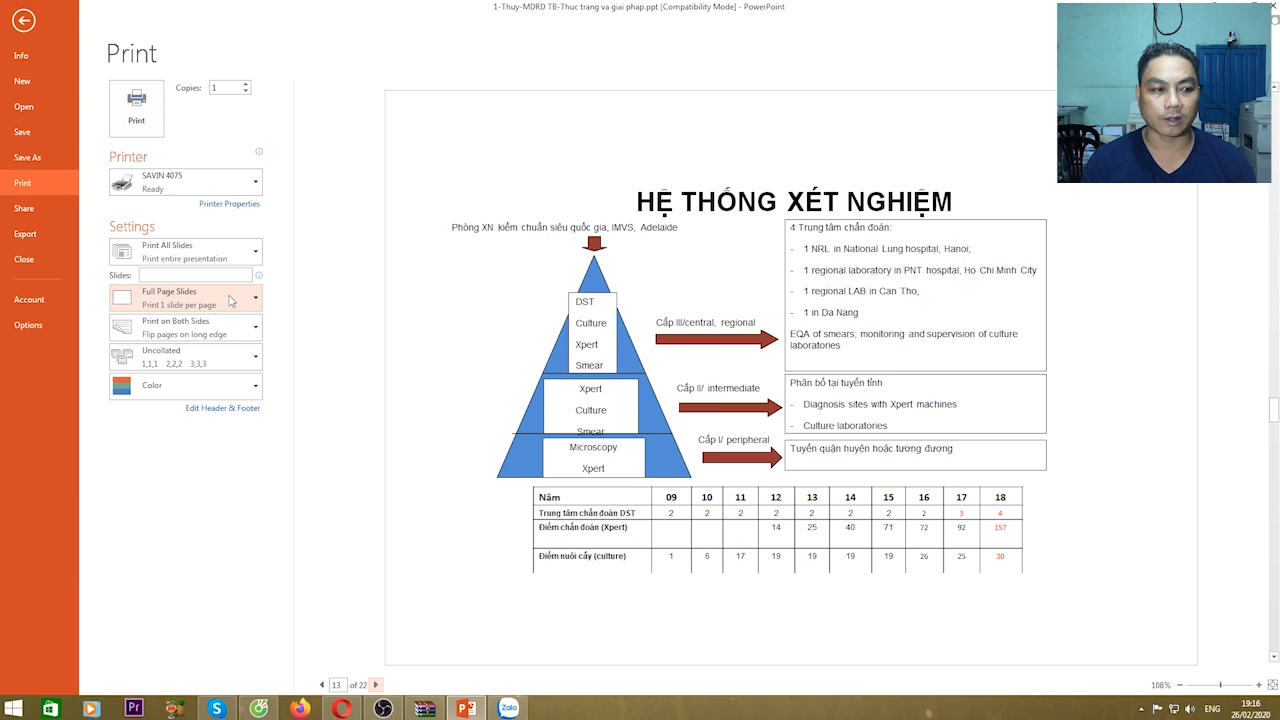 1-Thuy-MDRD TB-Thuc trang va giai phap.ppt [Compatibility Mode] - PowerPoint
Info
New
Open
Save
Save As
Print
Share
Export
Close
Account
Options
Print
Print
Copies: 1
Printer
SAVIN 4075
Ready
Printer Properties
Settings
Print All Slides
Print entire presentation
Slides:
Full Page Slides
Print 1 slide per page
Print on Both Sides
Flip pages on long edge
Uncollated
1,1,1 2,2,2 3,3,3
Color
Edit Header & Footer
HỆ THỐNG XÉT NGHIỆM
Phòng XN kiểm chuẩn siêu quốc gia, IMVS, Adelaide
DST
Culture
Xpert
Smear
Xpert
Culture
Smear
Microscopy
Xpert
Cấp III/central, regional
Cấp II/ intermediate
Cấp I/ peripheral
4 Trung tâm chẩn đoán:
- 1 NRL in National Lung hospital, Hanoi;
- 1 regional laboratory in PNT hospital, Ho Chi Minh City
- 1 regional LAB in Can Tho,
- 1 in Da Nang
EQA of smears; monitoring and supervision of culture
laboratories
Phân bố tại tuyến tỉnh
- Diagnosis sites with Xpert machines
- Culture laboratories
Tuyến quận huyện hoặc tương đương
Năm 09 10 11 12 13 14 15 16 17 18
Trung tâm chẩn đoán DST 2 2 2 2 2 2 2 2 3 4
Điểm chẩn đoán (Xpert) 14 25 40 71 72 92 157
Điểm nuôi cấy (culture) 1 6 17 19 19 19 19 26 25 30
13 of 22
108%
Pr
S
Zalo
ENG
19:16
26/02/2020